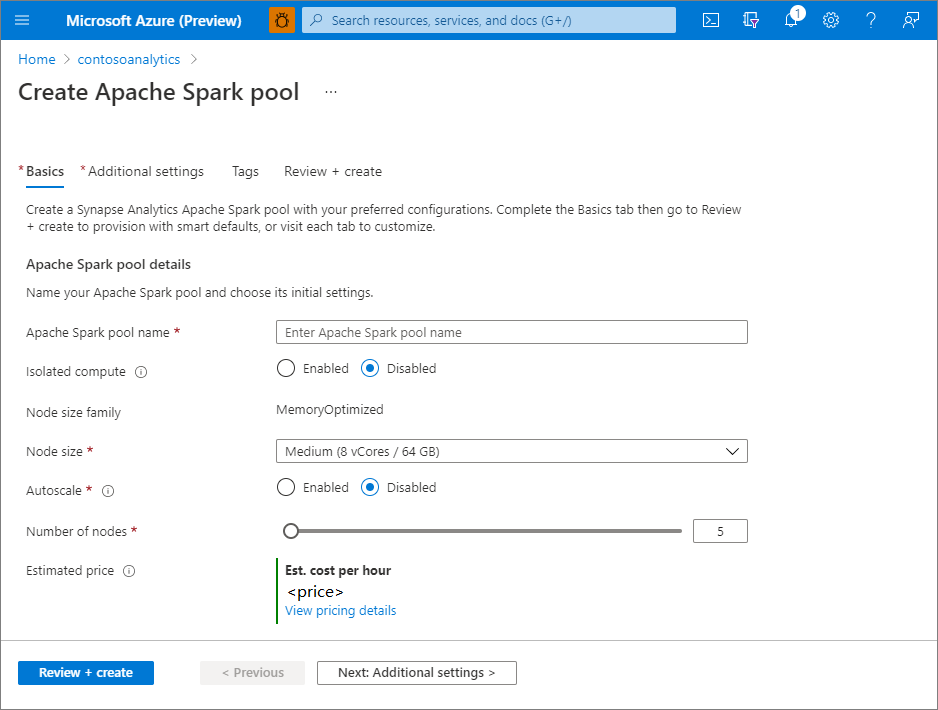 Microsoft Azure (Preview)
Search resources, services, and docs (G+/)
1
Home > contosoanalytics >
Create Apache Spark pool ...
* Basics * Additional settings Tags Review + create
Create a Synapse Analytics Apache Spark pool with your preferred configurations. Complete the Basics tab then go to Review
+ create to provision with smart defaults, or visit each tab to customize.
Apache Spark pool details
Name your Apache Spark pool and choose its initial settings.
Apache Spark pool name * Enter Apache Spark pool name
Isolated compute Enabled Disabled
Node size family MemoryOptimized
Node size * Medium (8 vCores / 64 GB)
Autoscale * Enabled Disabled
Number of nodes * 5
Estimated price Est. cost per hour
<price>
View pricing details
Review + create < Previous Next: Additional settings >